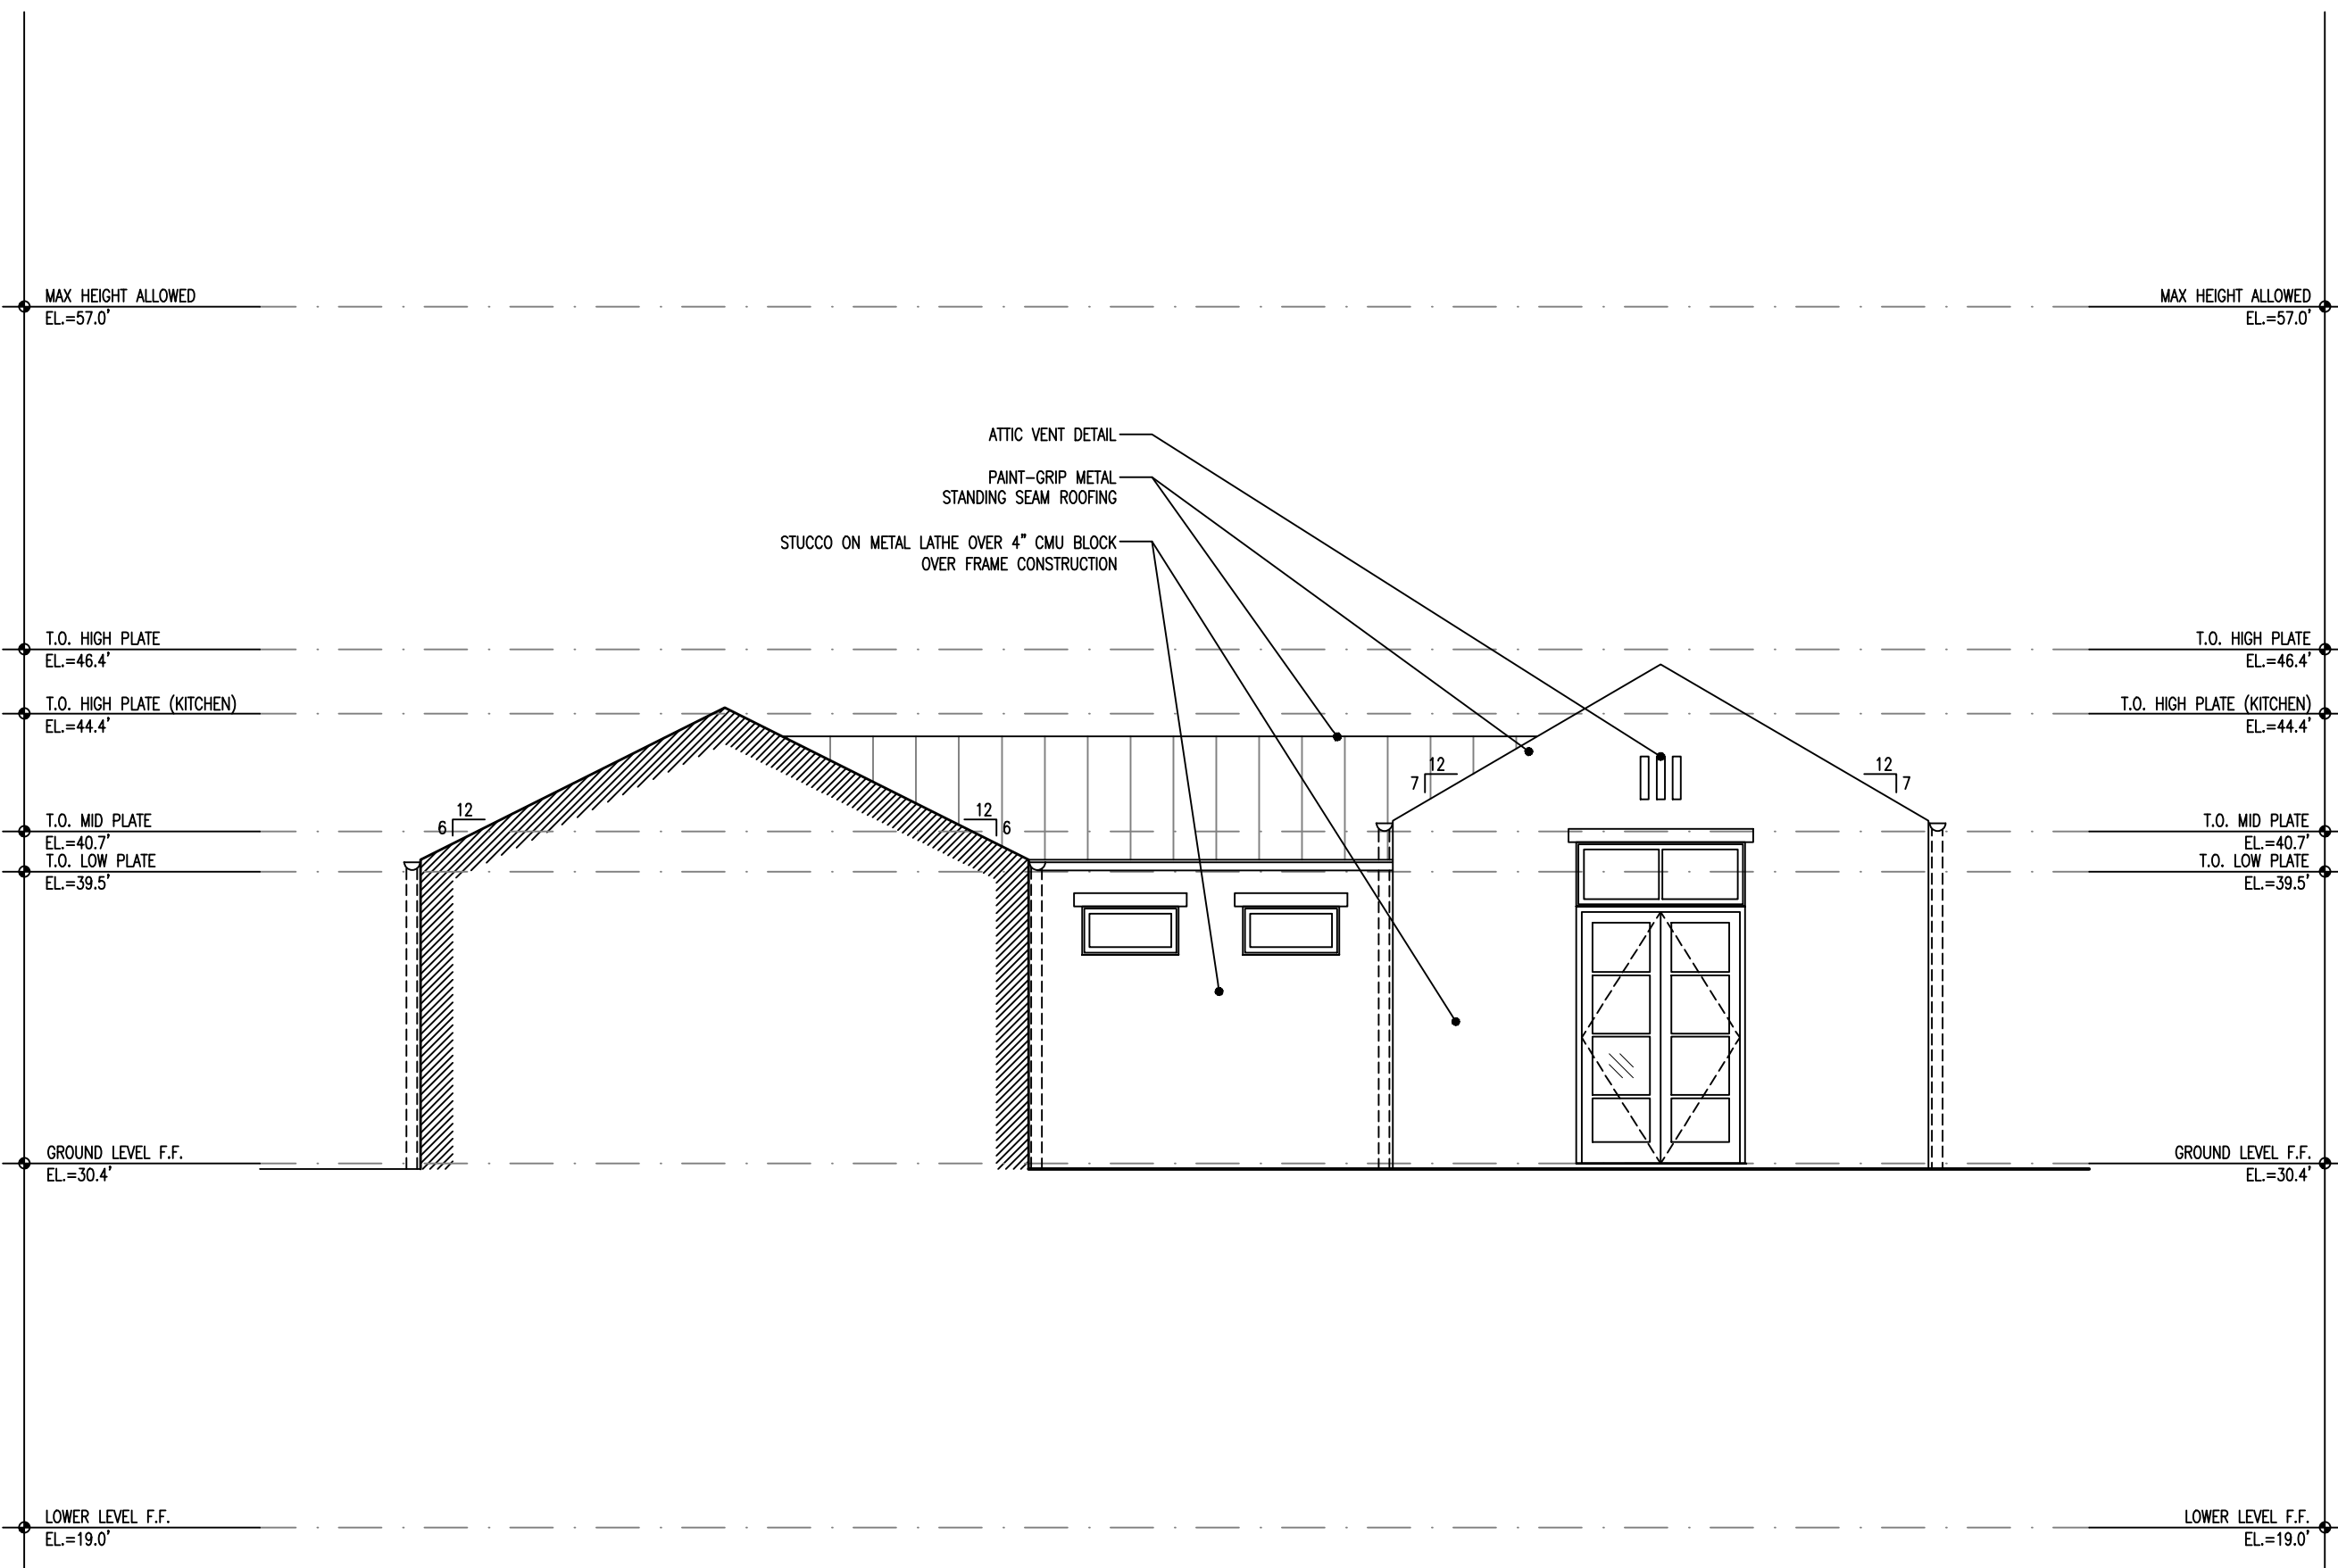 MAX HEIGHT ALLOWED
EL.=57.0'
MAX HEIGHT ALLOWED
EL.=57.0'
ATTIC VENT DETAIL
PAINT-GRIP METAL
STANDING SEAM ROOFING
STUCCO ON METAL LATHE OVER 4" CMU BLOCK
OVER FRAME CONSTRUCTION
T.O. HIGH PLATE
EL.=46.4'
T.O. HIGH PLATE
EL.=46.4'
T.O. HIGH PLATE (KITCHEN)
EL.=44.4'
T.O. HIGH PLATE (KITCHEN)
EL.=44.4'
12
7
12
7
12
6
12
6
T.O. MID PLATE
EL.=40.7'
T.O. LOW PLATE
EL.=39.5'
T.O. MID PLATE
EL.=40.7'
T.O. LOW PLATE
EL.=39.5'
GROUND LEVEL F.F.
EL.=30.4'
GROUND LEVEL F.F.
EL.=30.4'
LOWER LEVEL F.F.
EL.=19.0'
LOWER LEVEL F.F.
EL.=19.0'